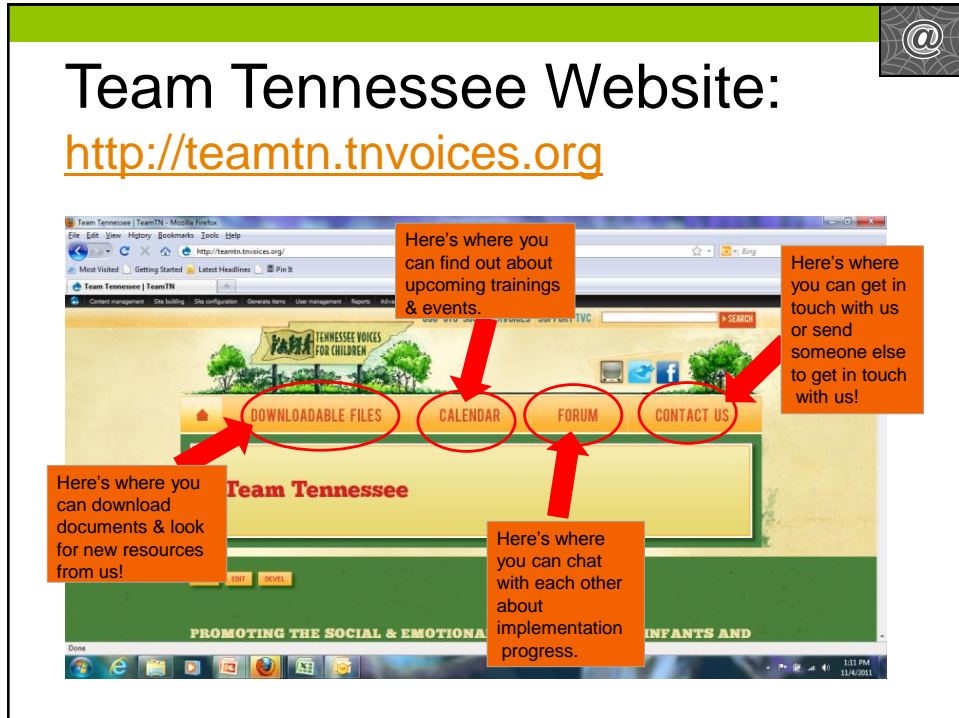 @
Team Tennessee Website:
http://teamtn.tnvoices.org
Team Tennessee | TeamTN - Mozilla Firefox
File Edit View History Bookmarks Tools Help
http://teamtn.tnvoices.org/
Bing
Most Visited Getting Started Latest Headlines Pin It
Team Tennessee | TeamTN
Content management Site building Site configuration Generate items User management Reports
Here's where you
can find out about
upcoming trainings
& events.
Here's where
you can get in
touch with us
or send
someone else
to get in touch
with us!
SUPPORT TVC
SEARCH
TENNESSEE VOICES
FOR CHILDREN
DOWNLOADABLE FILES CALENDAR FORUM CONTACT US
Here's where you
can download
documents & look
for new resources
from us!
Team Tennessee
Here's where
you can chat
with each other
about
implementation
progress.
EDIT DEVEL
PROMOTING THE SOCIAL & EMOTIONA INFANTS AND
Done
1:11 PM
11/4/2011